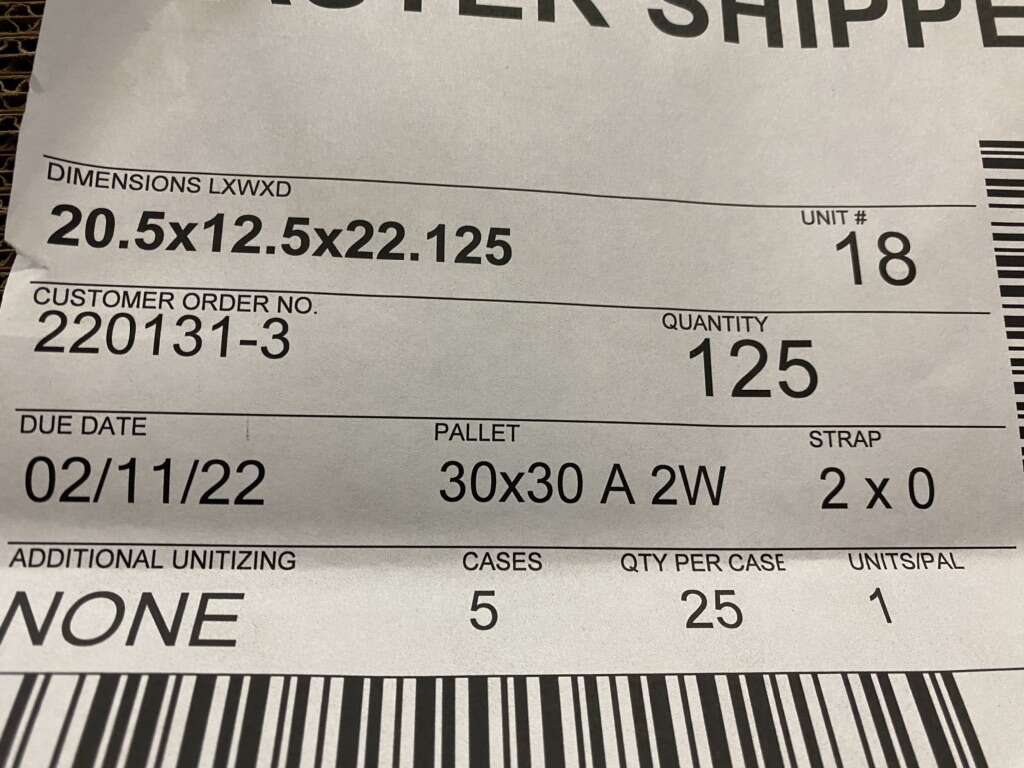 SHIPPE
DIMENSIONS LXWXD
20.5x12.5x22.125
UNIT #
18
CUSTOMER ORDER NO.
220131-3
QUANTITY
125
DUE DATE
02/11/22
PALLET
30x30 A 2W
STRAP
2 x 0
ADDITIONAL UNITIZING
NONE
CASES
5
QTY PER CASE
25
UNITS/PAL
1